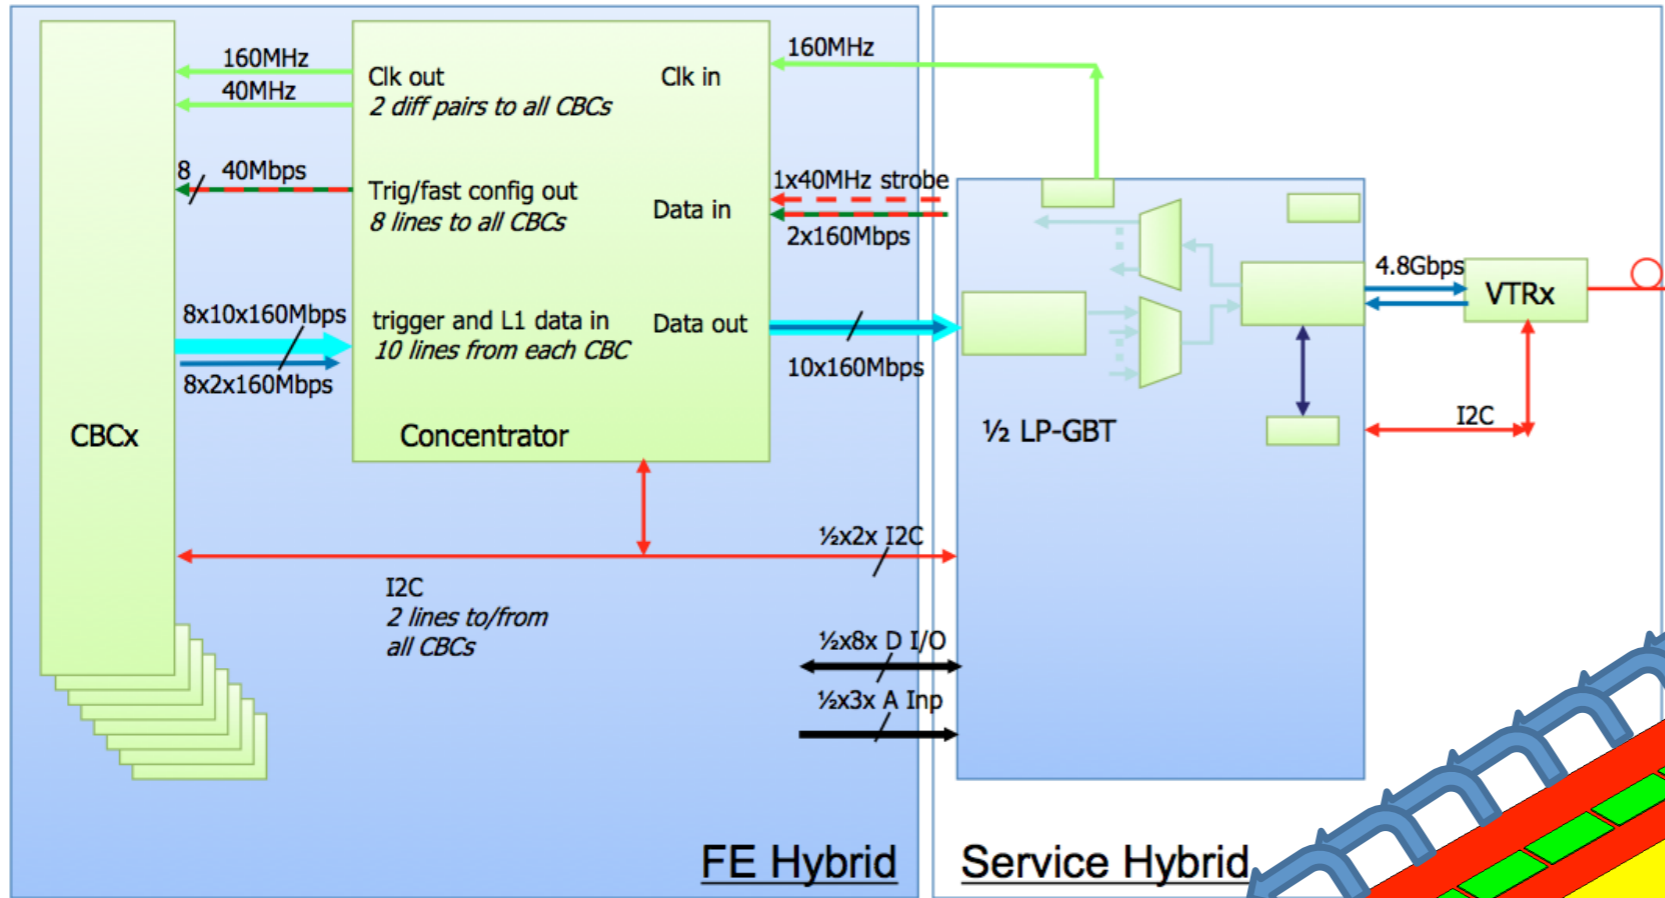 160MHz
40MHz
Clk out
2 diff pairs to all CBCs
Clk in
160MHz
8
40Mbps
Trig/fast config out
8 lines to all CBCs
Data in
1x40MHz strobe
2x160Mbps
8x10x160Mbps
8x2x160Mbps
trigger and L1 data in
10 lines from each CBC
Data out
10x160Mbps
4.8Gbps
VTRx
CBCx
Concentrator
½ LP-GBT
I2C
½x2x I2C
I2C
2 lines to/from
all CBCs
½x8x D I/O
½x3x A Inp
FE Hybrid
Service Hybrid